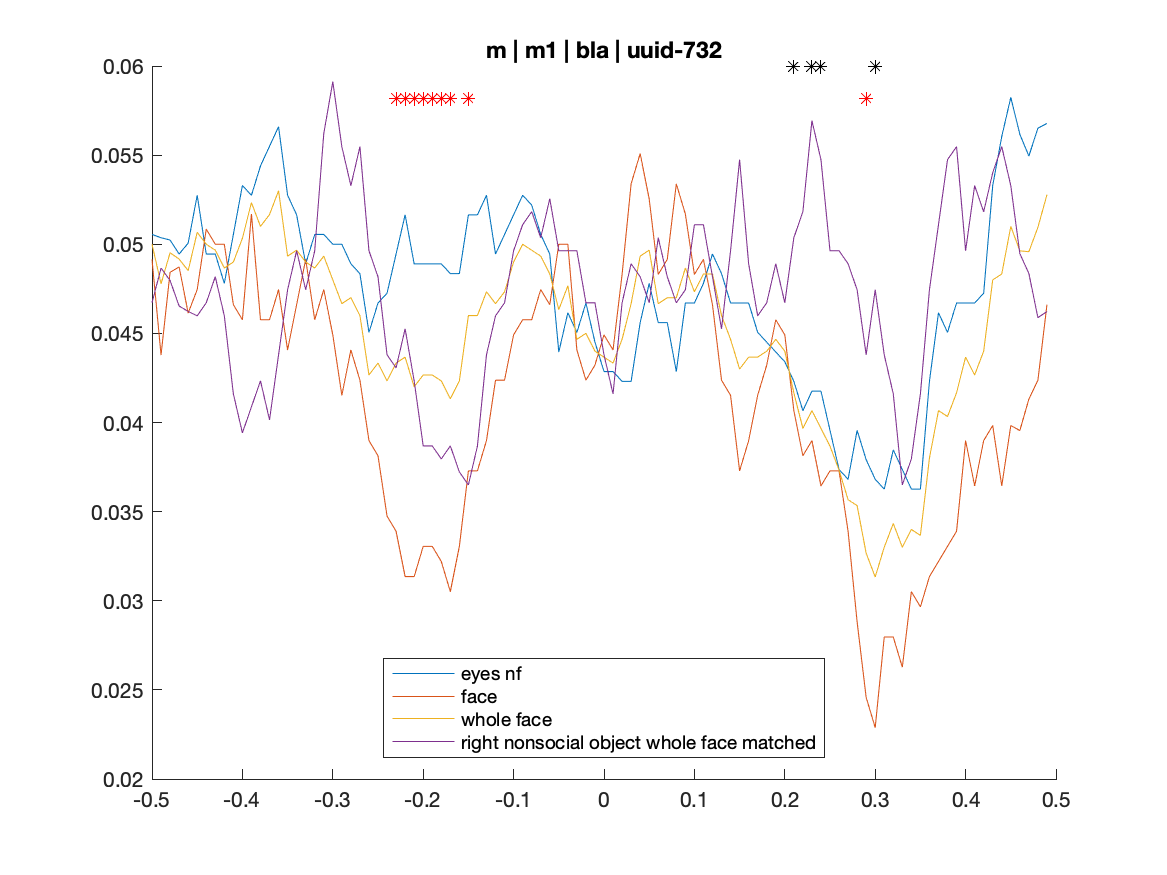 m | m1 | bla | uuid-732
0.06
0.055
0.05
0.045
0.04
0.035
0.03
0.025
0.02
eyes nf
face
whole face
right nonsocial object whole face matched
-0.5 -0.4 -0.3 -0.2 -0.1 0 0.1 0.2 0.3 0.4 0.5